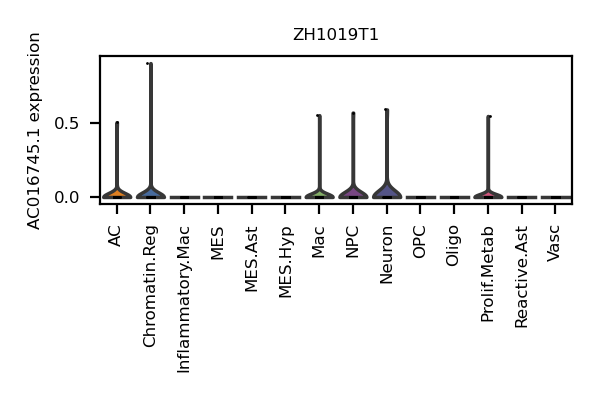 ZH1019T1
AC016745.1 expression
0.5
0.0
AC
Chromatin.Reg
Inflammatory.Mac
MES
MES.Ast
MES.Hyp
Mac
NPC
Neuron
OPC
Oligo
Prolif.Metab
Reactive.Ast
Vasc